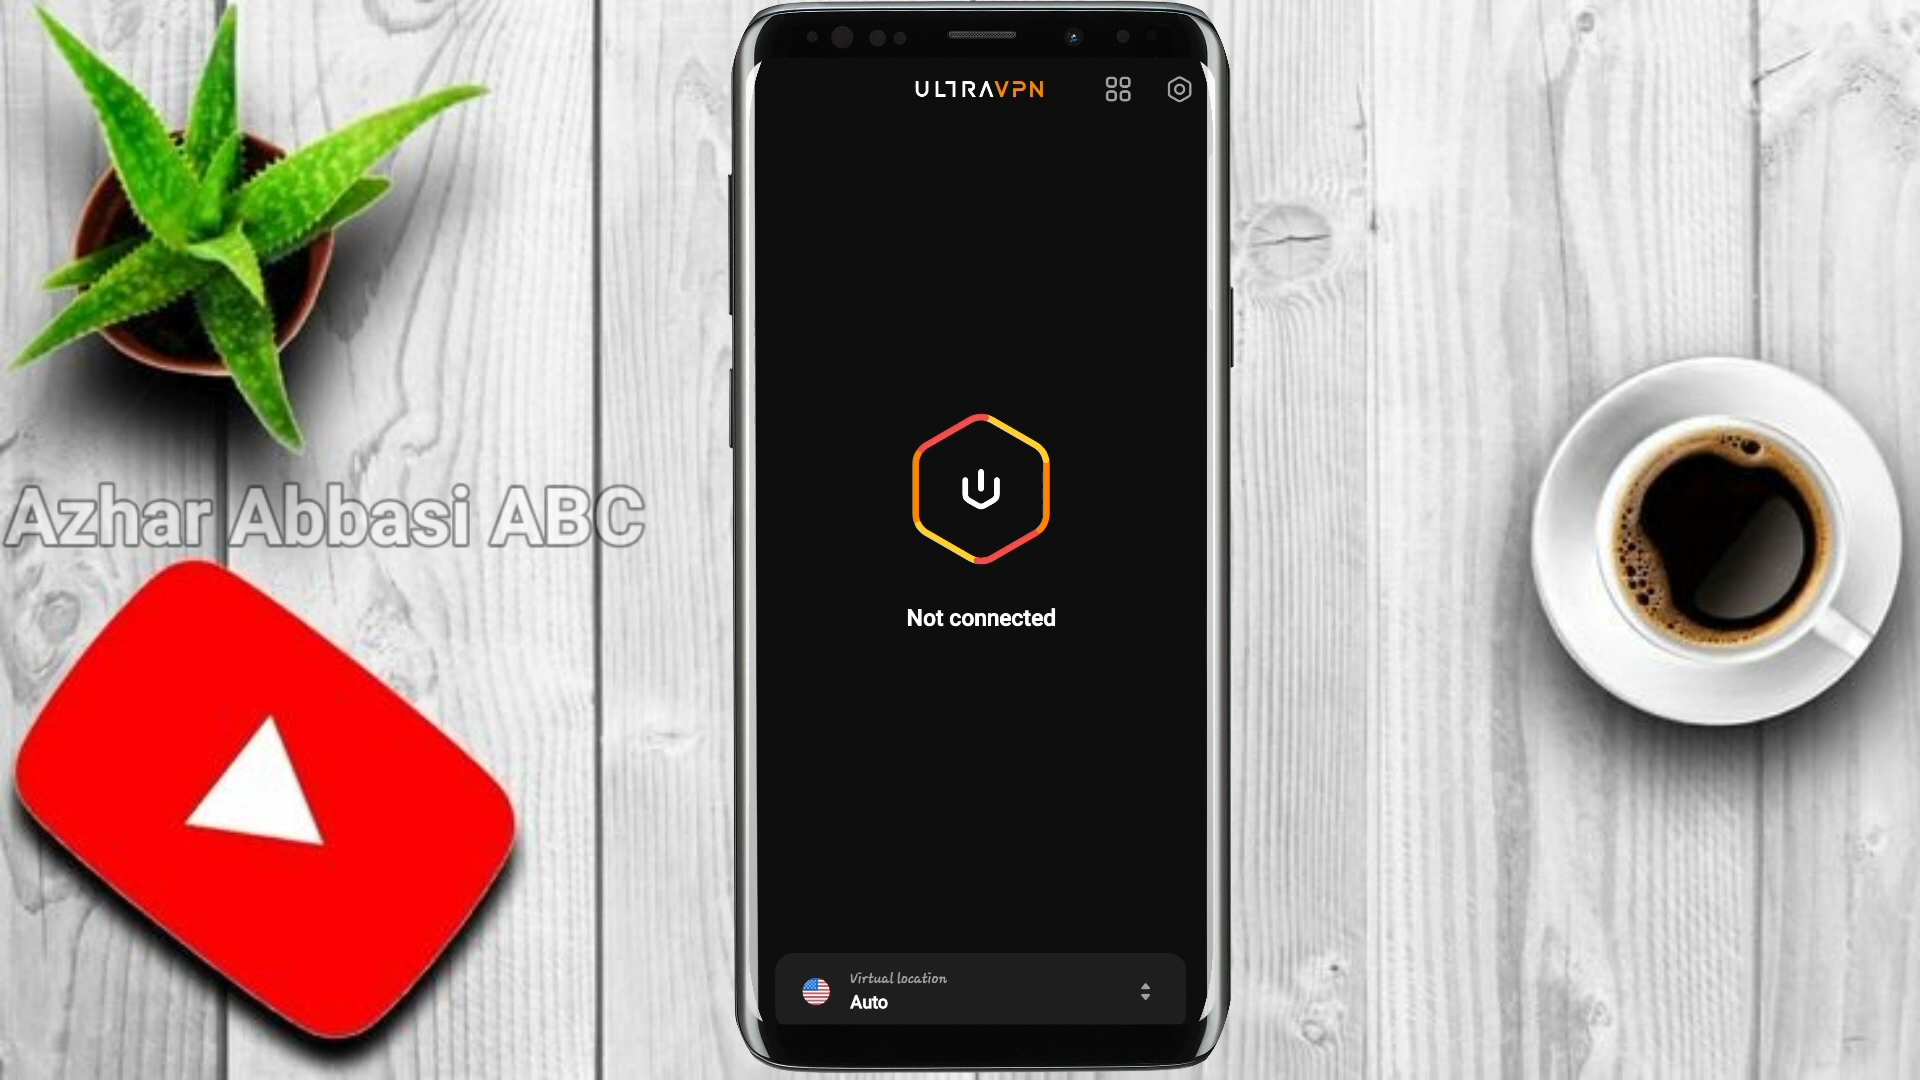 ULTRAVPN
Azhar Abbasi ABC
Not connected
Virtual location
Auto